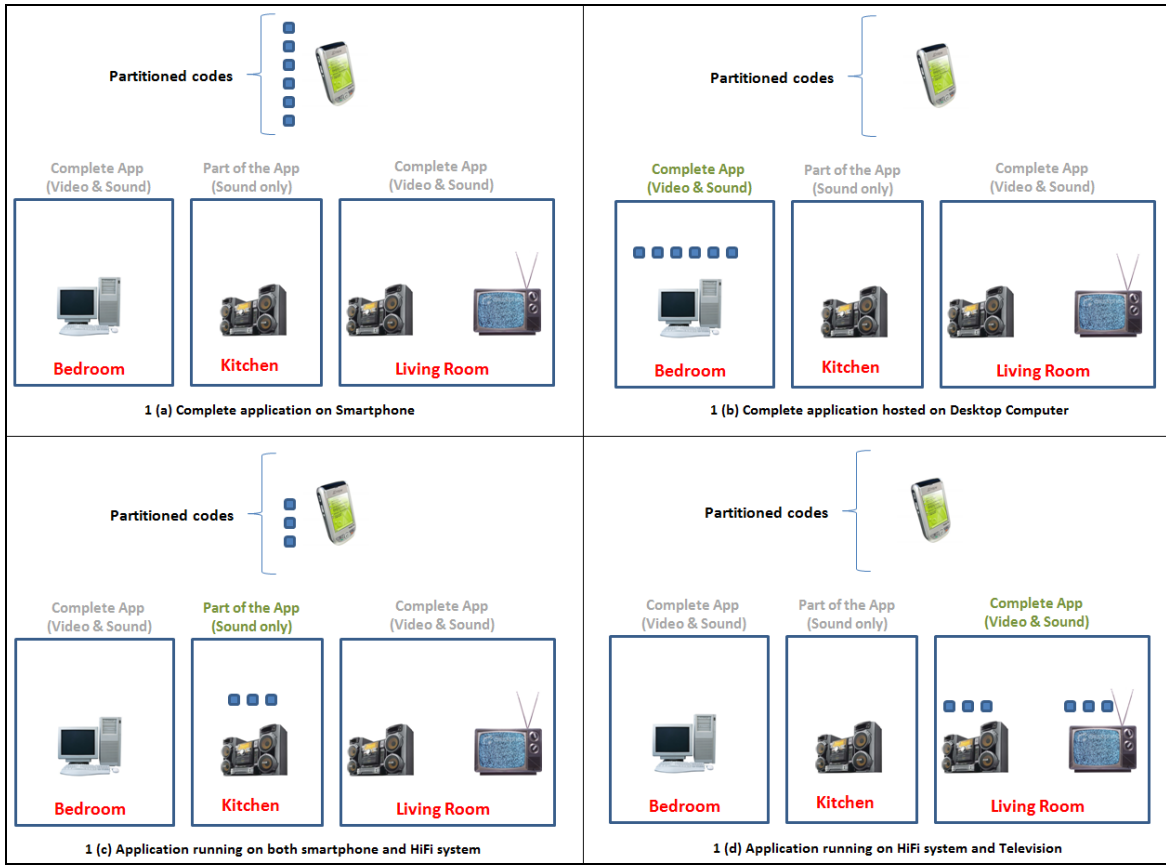 Partitioned codes
Complete App
(Video & Sound)
Part of the App
(Sound only)
Complete App
(Video & Sound)
Bedroom
Kitchen
Living Room
1 (a) Complete application on Smartphone
Partitioned codes
Complete App
(Video & Sound)
Part of the App
(Sound only)
Complete App
(Video & Sound)
Bedroom
Kitchen
Living Room
1 (b) Complete application hosted on Desktop Computer
Partitioned codes
Complete App
(Video & Sound)
Part of the App
(Sound only)
Complete App
(Video & Sound)
Bedroom
Kitchen
Living Room
1 (c) Application running on both smartphone and HiFi system
Partitioned codes
Complete App
(Video & Sound)
Part of the App
(Sound only)
Complete App
(Video & Sound)
Bedroom
Kitchen
Living Room
1 (d) Application running on HiFi system and Television